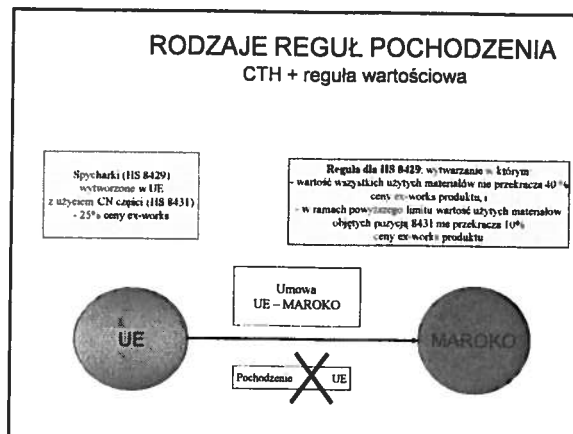 RODZAJE REGUŁ POCHODZENIA
CTH + reguła wartościowa
Spycharki (HS 8429)
wytworzone w UE
z użyciem CN części (HS 8431)
- 25% ceny ex-works
Reguła dla HS 8429: wytwarzanie w którym
- wartość wszystkich użytych materiałów nie przekracza 40 %
ceny ex-works produktu, i
- w ramach powyższego limitu wartość użytych materiałów
objętych pozycją 8431 nie przekracza 10%
ceny ex-works produktu
Umowa
UE – MAROKO
UE
MAROKO
Pochodzenie UE